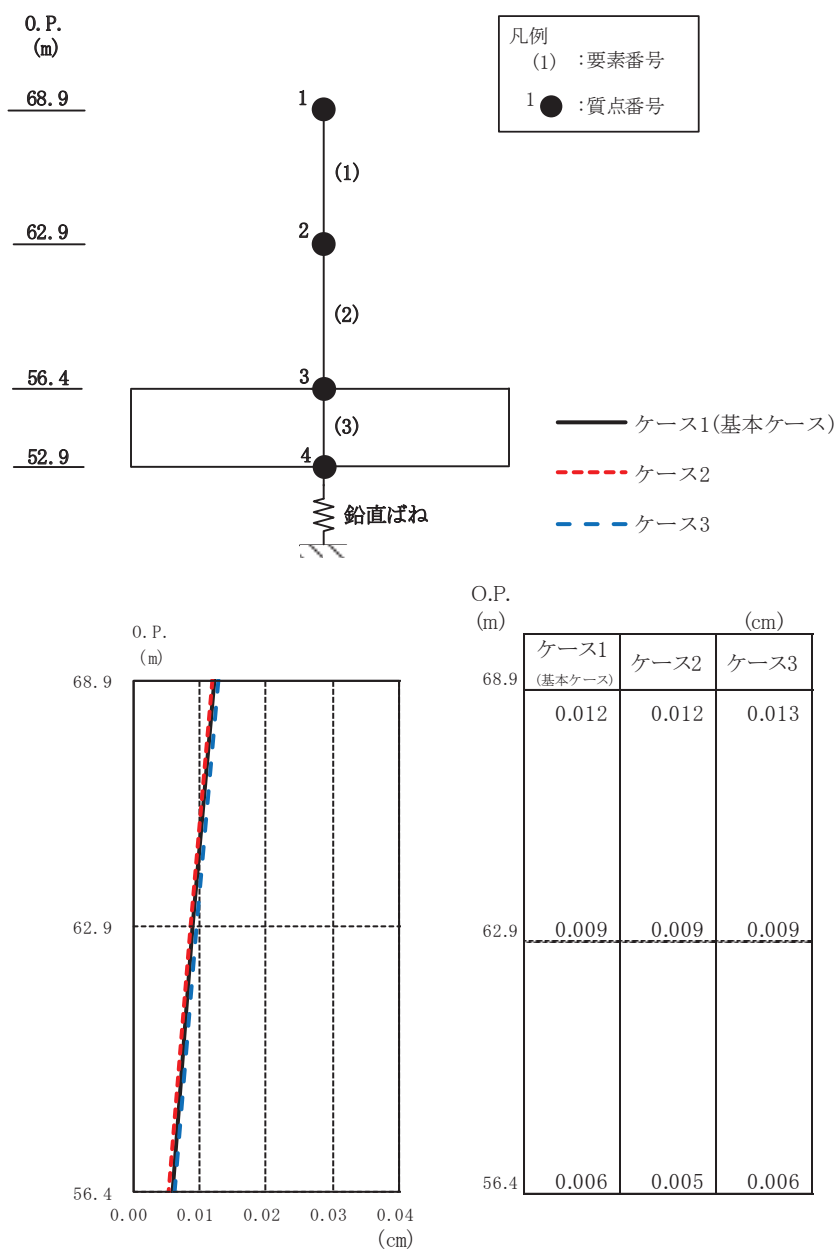 O.P.
(m)
68.9
62.9
56.4
52.9
1
(1)
2
(2)
3
(3)
4
鉛直ばね
凡例
(1) :要素番号
1 :質点番号
ケース1(基本ケース)
ケース2
ケース3
O.P.
(m)
68.9
62.9
56.4
0.00 0.01 0.02 0.03 0.04
(cm)
O.P.
(m) (cm)
ケース1 ケース2 ケース3
(基本ケース)
68.9
0.012 0.012 0.013
62.9 0.009 0.009 0.009
56.4 0.006 0.005 0.006